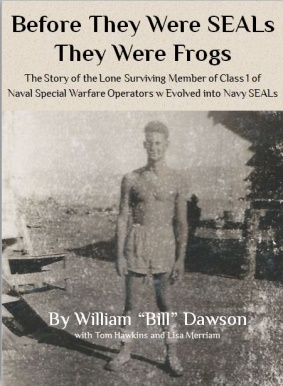 Before They Were SEALs
They Were Frogs
The Story of the Lone Surviving Member of Class 1 of
Naval Special Warfare Operators w Evolved into Navy SEALs
By William “Bill” Dawson
with Tom Hawkins and Lisa Merriam